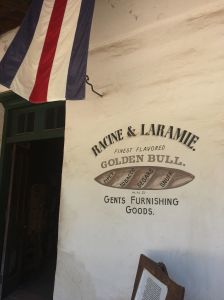 RACINE & LARAMIE.
FINEST FLAVORED
GOLDEN BULL.
GENTS FURNISHING
GOODS.